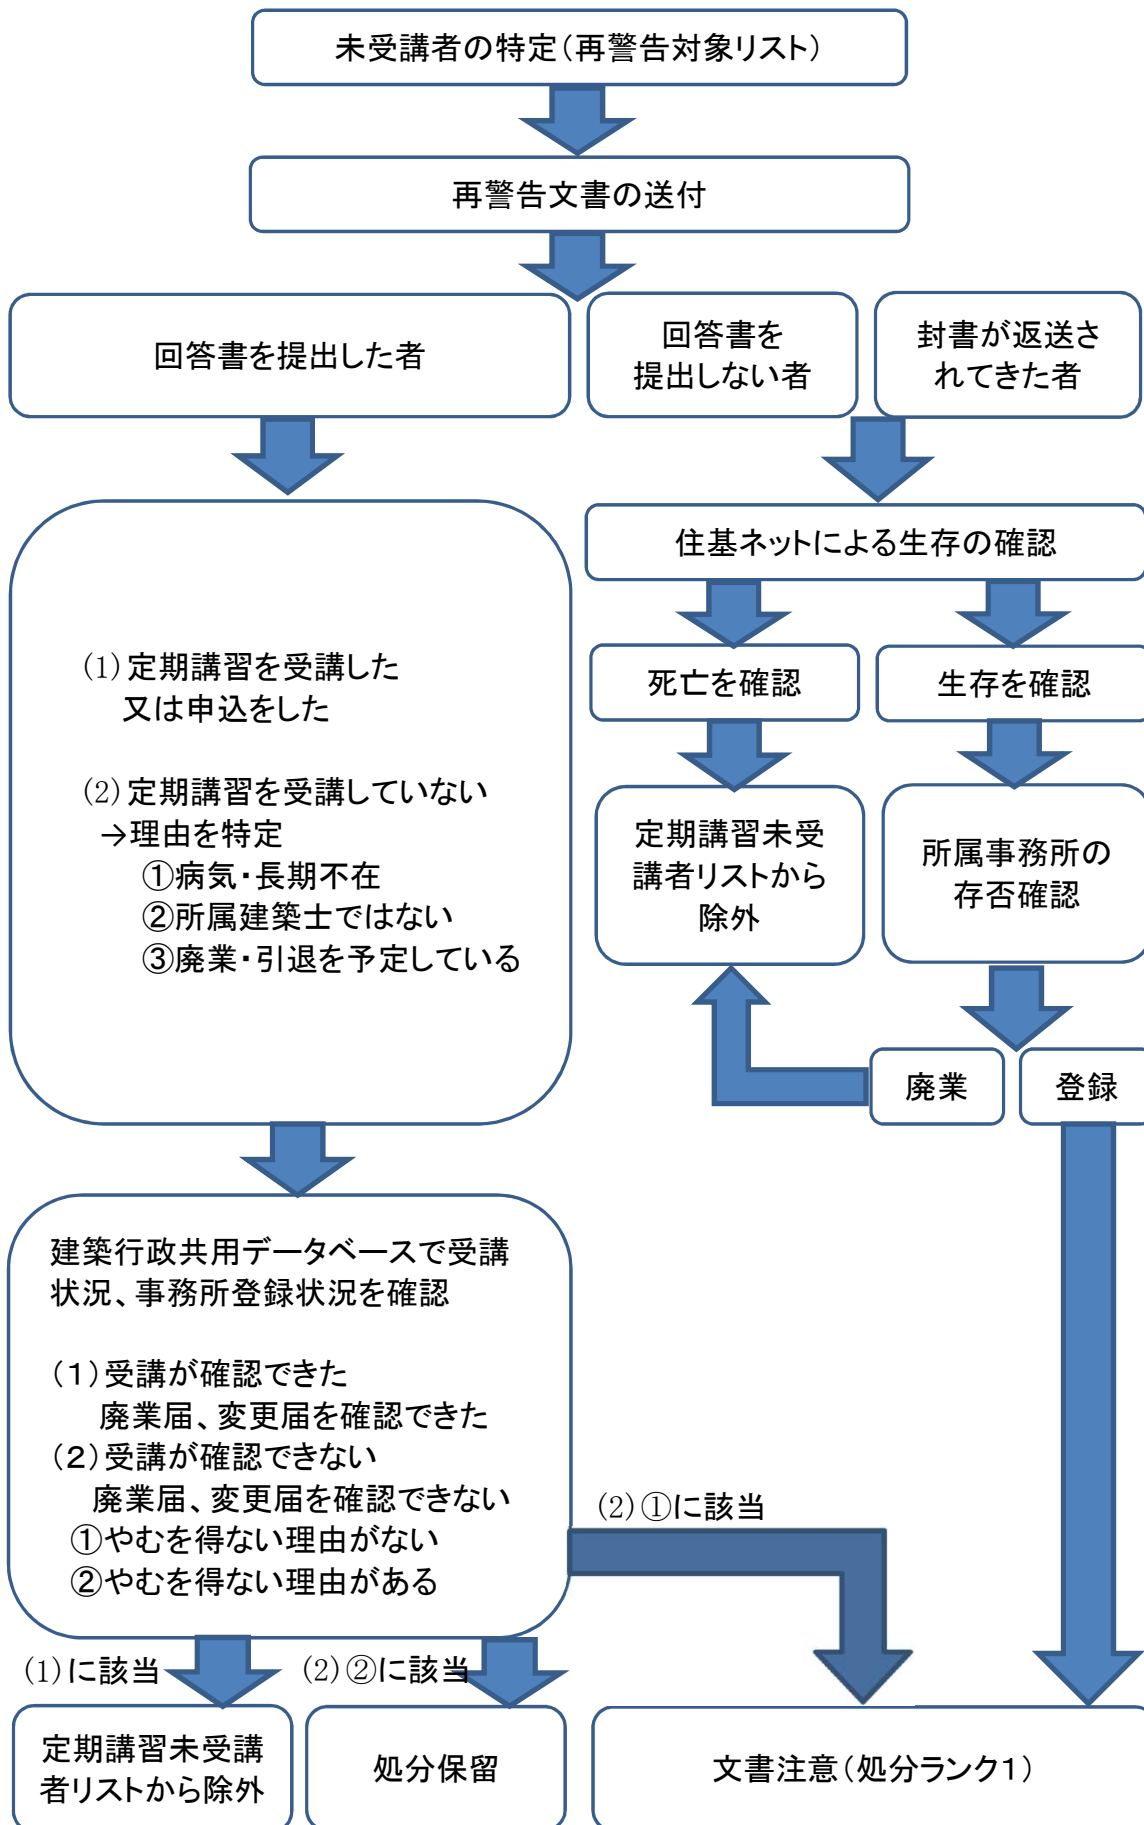 未受講者の特定（再警告対象リスト）
再警告文書の送付
回答書を提出した者
回答書を
提出しない者
封書が返送さ
れてきた者
住基ネットによる生存の確認
死亡を確認
生存を確認
(1)定期講習を受講した
又は申込をした
(2)定期講習を受講していない
→理由を特定
①病気・長期不在
②所属建築士ではない
③廃業・引退を予定している
定期講習未受
講者リストから
除外
所属事務所の
存否確認
廃業
登録
建築行政共用データベースで受講
状況、事務所登録状況を確認
（１）受講が確認できた
廃業届、変更届を確認できた
（２）受講が確認できない
廃業届、変更届を確認できない
①やむを得ない理由がない
②やむを得ない理由がある
(2)①に該当
(1)に該当
(2)②に該当
定期講習未受講
者リストから除外
処分保留
文書注意（処分ランク１）